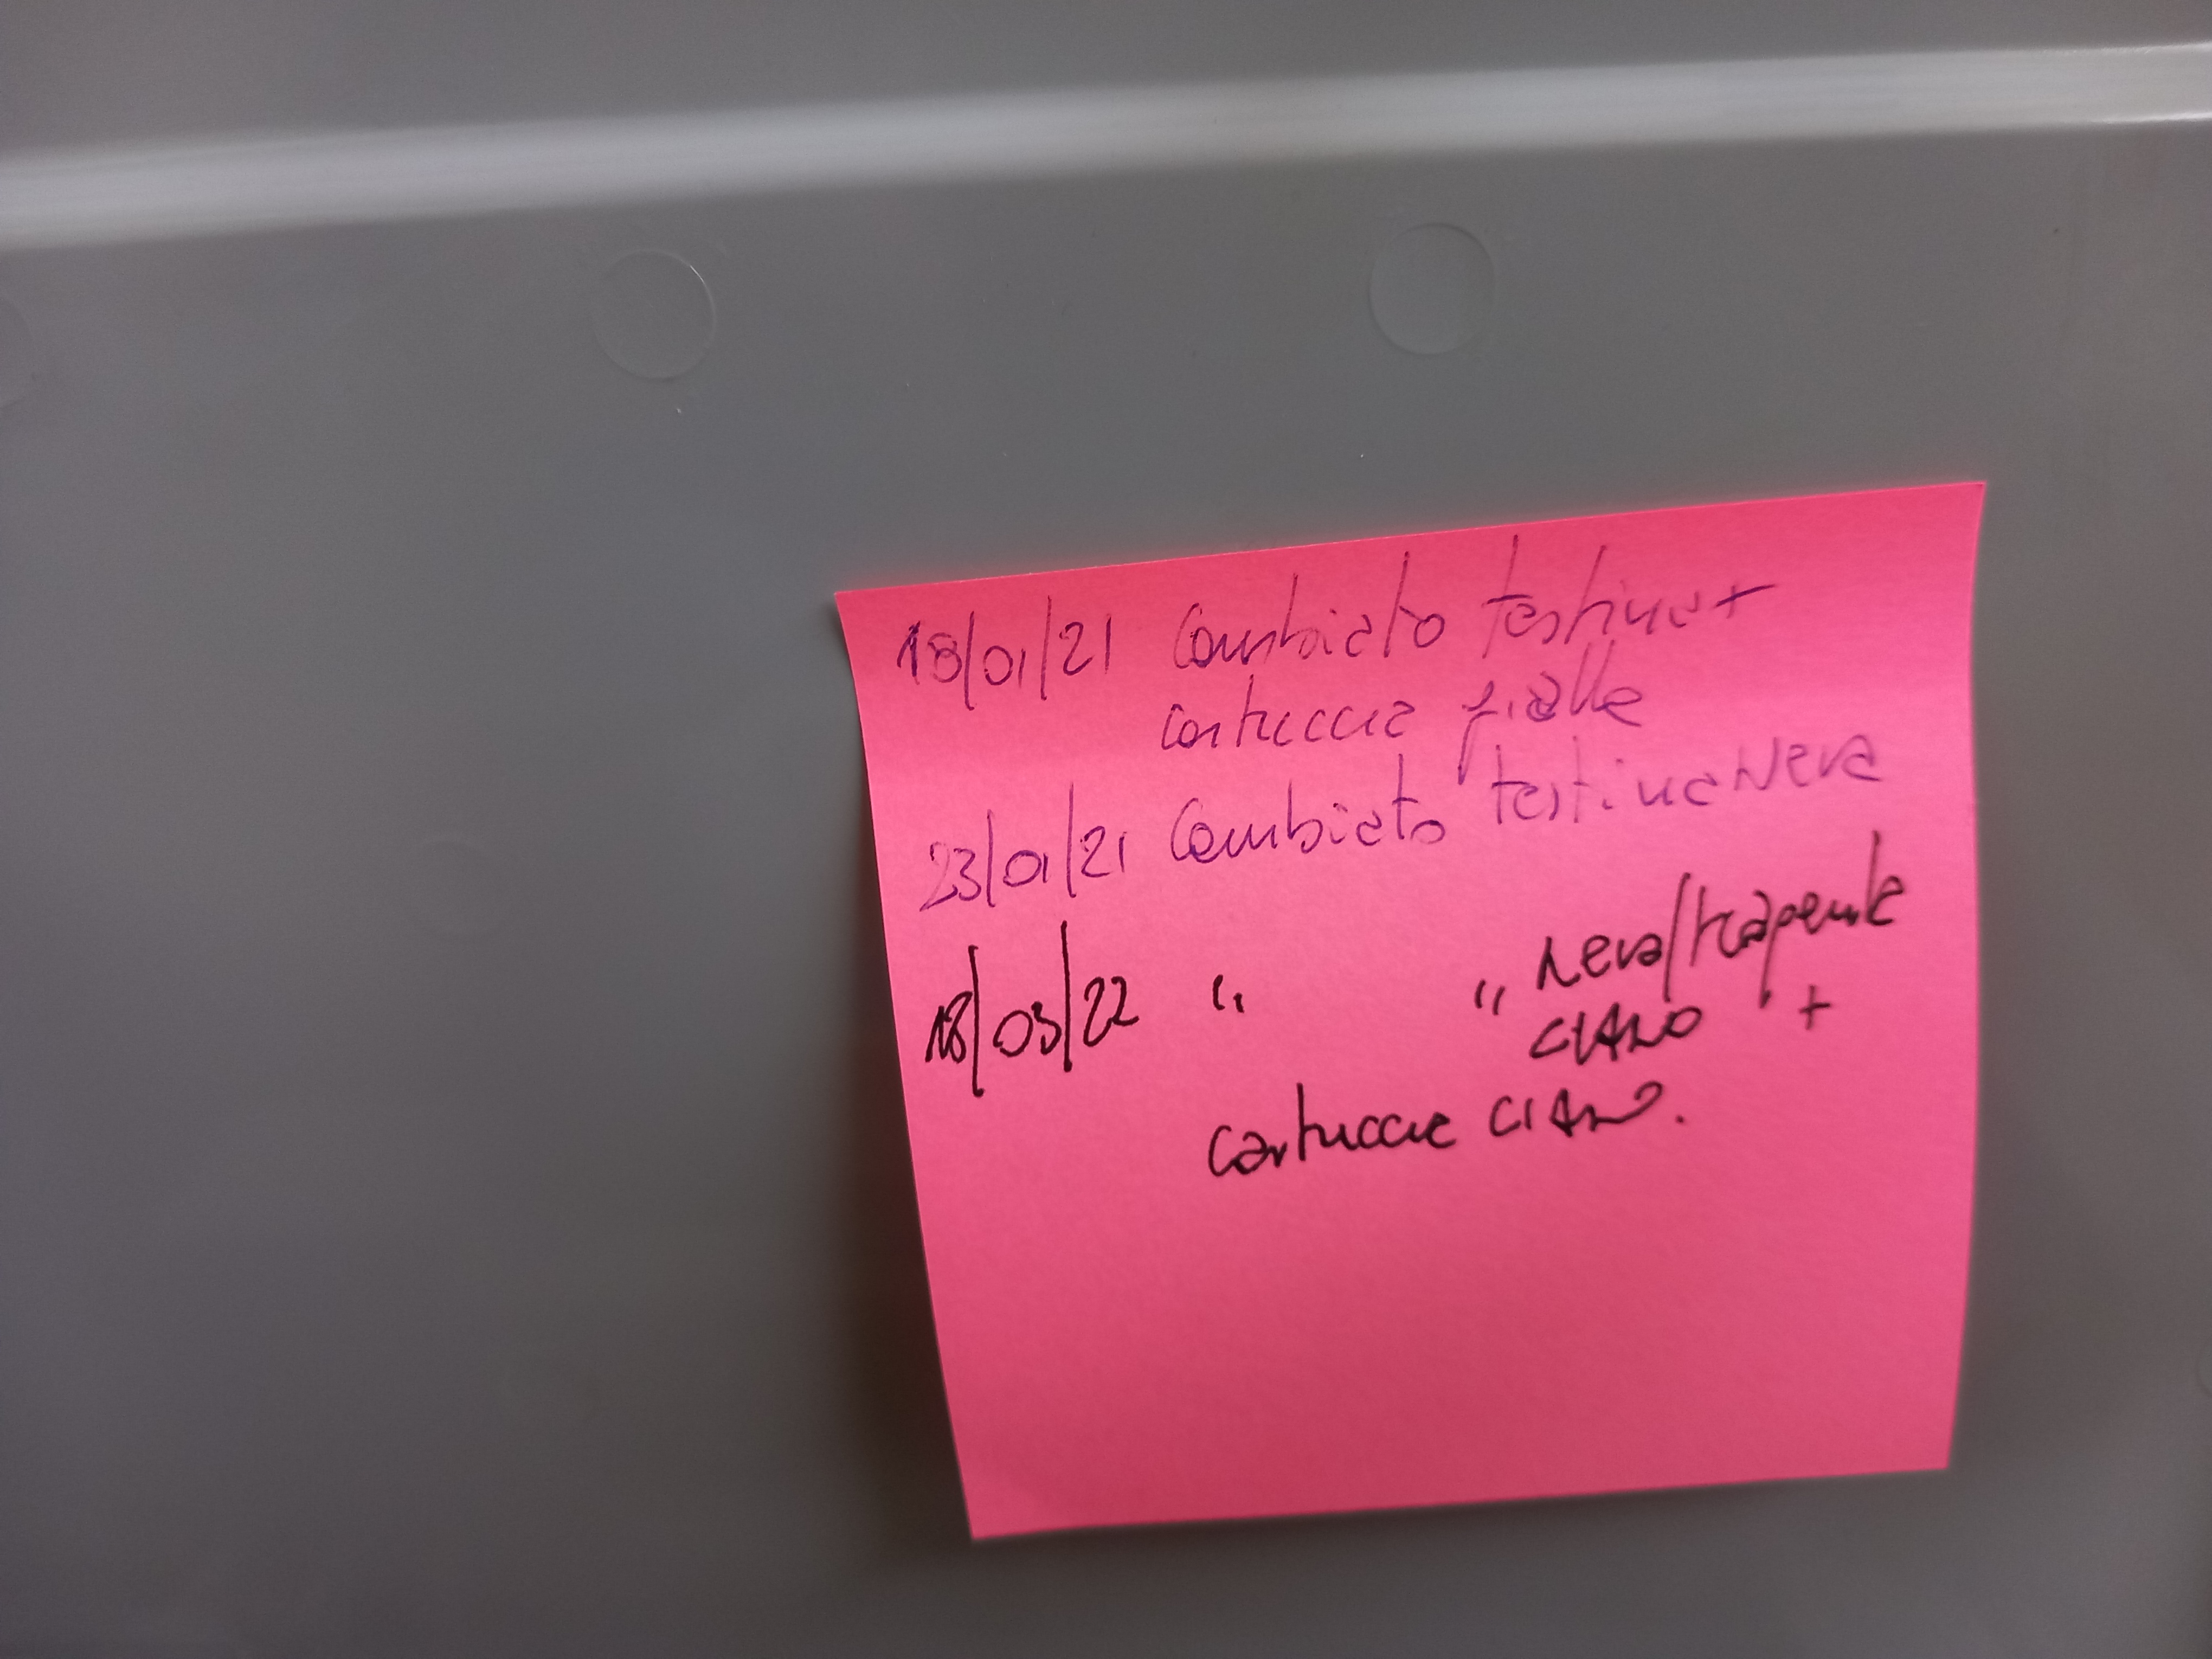 18/01/21 Cambiato testina +
cartuccia gialla
23/01/21 Cambiato testina Nera
18/03/22 " " Nera/trasparente
CIANO +
cartuccia CIANO.